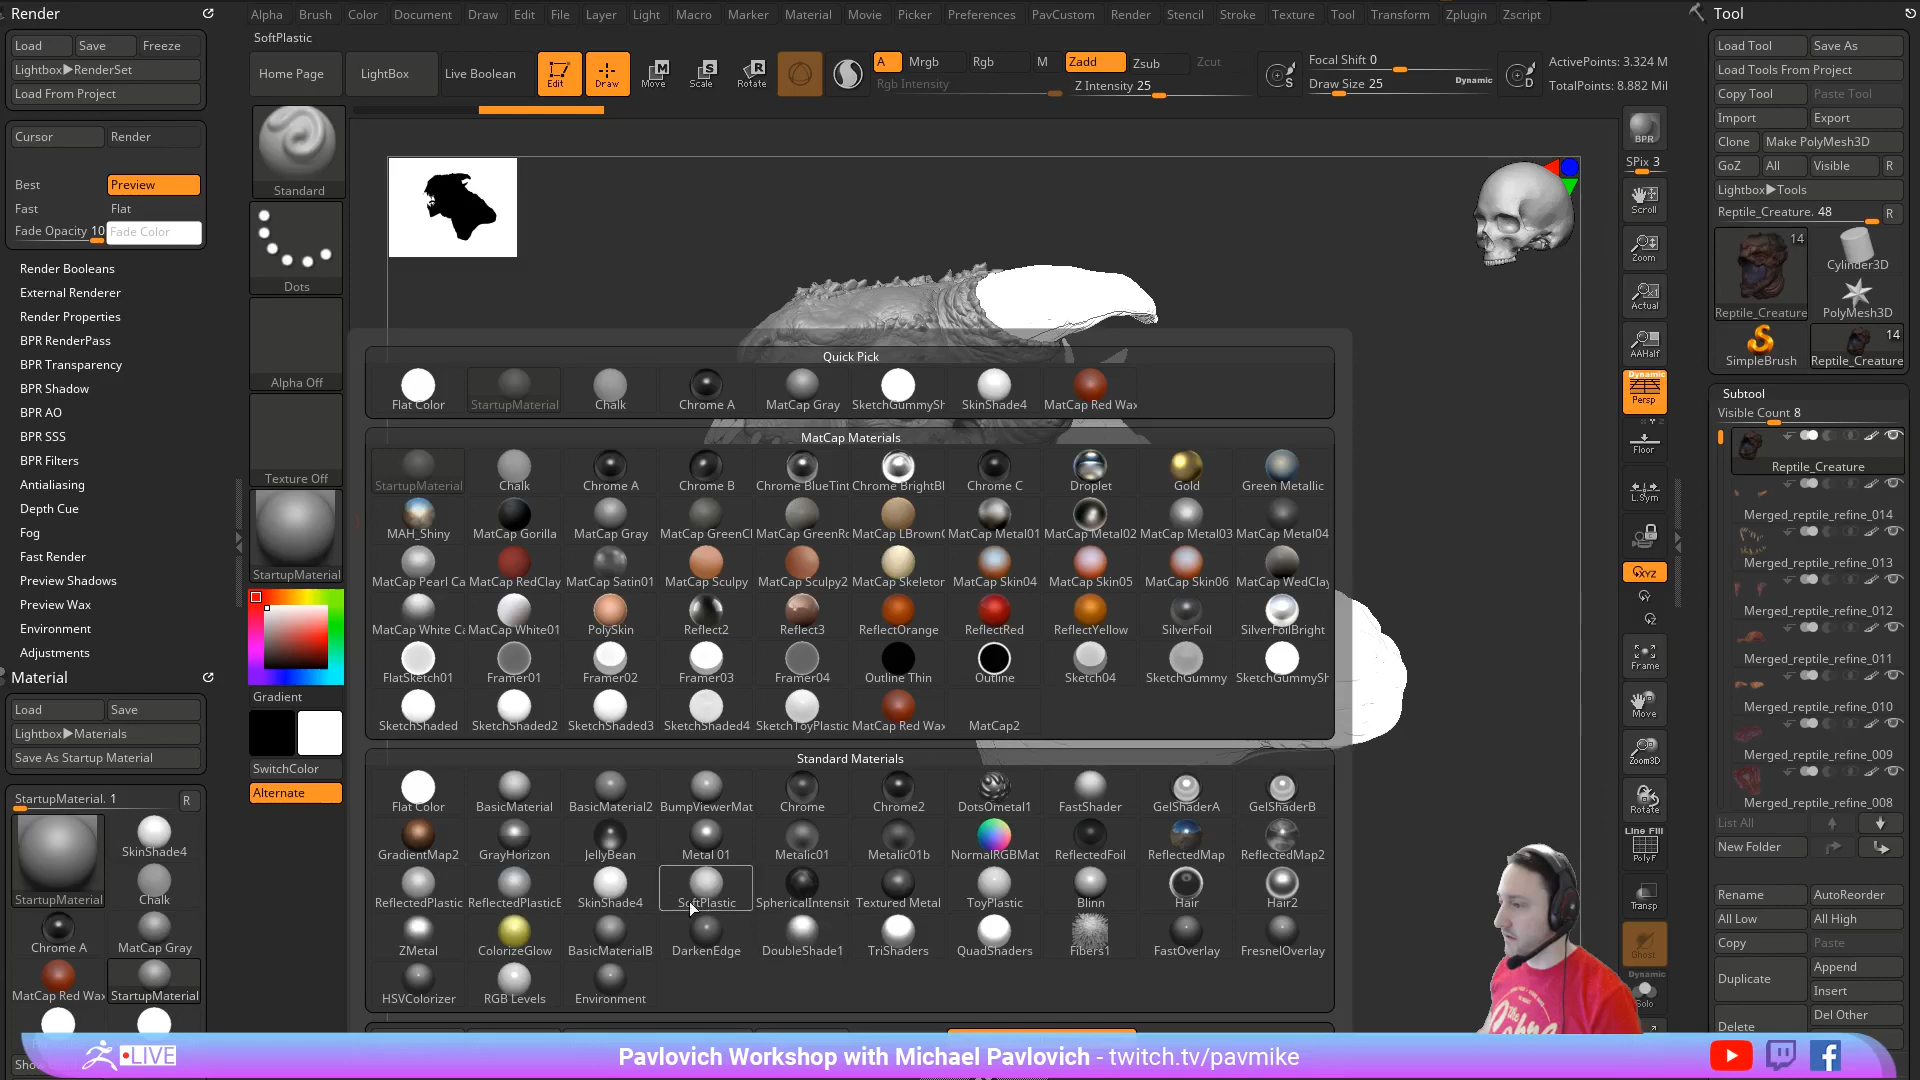 Render
Load
Save
Freeze
Lightbox▶RenderSet
Load From Project
Cursor
Render
Best
Preview
Fast
Flat
Fade Opacity 10
Fade Color
Render Booleans
External Renderer
Render Properties
BPR RenderPass
BPR Transparency
BPR Shadow
BPR AO
BPR SSS
BPR Filters
Antialiasing
Depth Cue
Fog
Fast Render
Preview Shadows
Preview Wax
Environment
Adjustments
Material
Load
Save
Lightbox▶Materials
Save As Startup Material
StartupMaterial. 1
R
StartupMaterial
SkinShade4
Chalk
Chrome A
MatCap Gray
MatCap Red Wax
StartupMaterial
Alpha Brush Color Document Draw Edit File Layer Light Macro Marker Material Movie Picker Preferences PavCustom Render Stencil Stroke Texture Tool Transform Zplugin Zscript
SoftPlastic
Home Page
LightBox
Live Boolean
Edit
Draw
Move
Scale
Rotate
A
Mrgb
Rgb
M
Zadd
Zsub
Zcut
Rgb Intensity
Z Intensity 25
Focal Shift 0
Draw Size 25
Dynamic
S
D
ActivePoints: 3.324 M
TotalPoints: 8.882 Mil
Standard
Dots
Alpha Off
Texture Off
StartupMaterial
Gradient
SwitchColor
Alternate
Quick Pick
Flat Color StartupMaterial Chalk Chrome A MatCap Gray SketchGummySh SkinShade4 MatCap Red Wax
MatCap Materials
StartupMaterial Chalk Chrome A Chrome B Chrome BlueTint Chrome BrightBl Chrome C Droplet Gold Green Metallic
MAH_Shiny MatCap Gorilla MatCap Gray MatCap GreenCl MatCap GreenRo MatCap LBrownC MatCap Metal01 MatCap Metal02 MatCap Metal03 MatCap Metal04
MatCap Pearl Ca MatCap RedClay MatCap Satin01 MatCap Sculpy MatCap Sculpy2 MatCap Skeleton MatCap Skin04 MatCap Skin05 MatCap Skin06 MatCap WedClay
MatCap White Ca MatCap White01 PolySkin Reflect2 Reflect3 ReflectOrange ReflectRed ReflectYellow SilverFoil SilverFoilBright
FlatSketch01 Framer01 Framer02 Framer03 Framer04 Outline Thin Outline Sketch04 SketchGummy SketchGummySh
SketchShaded SketchShaded2 SketchShaded3 SketchShaded4 SketchToyPlastic MatCap Red Wax MatCap2
Standard Materials
Flat Color BasicMaterial BasicMaterial2 BumpViewerMat Chrome Chrome2 DotsOmetal1 FastShader GelShaderA GelShaderB
GradientMap2 GrayHorizon JellyBean Metal 01 Metalic01 Metalic01b NormalRGBMat ReflectedFoil ReflectedMap ReflectedMap2
ReflectedPlastic ReflectedPlasticE SkinShade4 SoftPlastic SphericalIntensit Textured Metal ToyPlastic Blinn Hair Hair2
ZMetal ColorizeGlow BasicMaterialB DarkenEdge DoubleShade1 TriShaders QuadShaders Fibers1 FastOverlay FresnelOverlay
HSVColorizer RGB Levels Environment
BPR
SPix 3
Scroll
Zoom
Actual
AAHalf
Dynamic
Persp
Floor
L.Sym
XYZ
Frame
Move
Zoom3D
Rotate
Line Fill
PolyF
Transp
Ghost
Dynamic
Solo
Tool
Load Tool
Save As
Load Tools From Project
Copy Tool
Paste Tool
Import
Export
Clone
Make PolyMesh3D
GoZ
All
Visible
R
Lightbox▶Tools
Reptile_Creature. 48
R
14
Reptile_Creature
Cylinder3D
PolyMesh3D
SimpleBrush
14
Reptile_Creature
Subtool
Visible Count 8
Reptile_Creature
Merged_reptile_refine_014
Merged_reptile_refine_013
Merged_reptile_refine_012
Merged_reptile_refine_011
Merged_reptile_refine_010
Merged_reptile_refine_009
Merged_reptile_refine_008
List All
New Folder
Rename
AutoReorder
All Low
All High
Copy
Paste
Duplicate
Append
Insert
Delete
Del Other
LIVE
Pavlovich Workshop with Michael Pavlovich - twitch.tv/pavmike